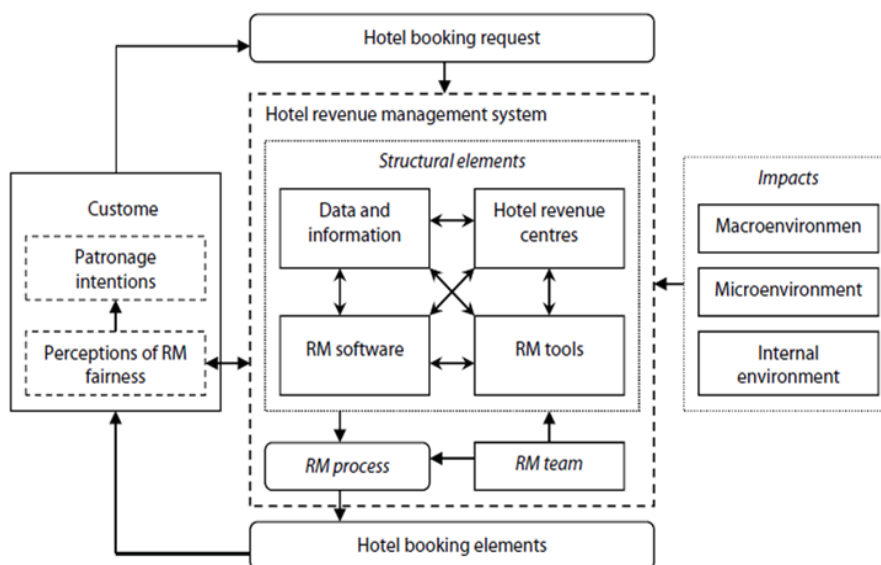 Hotel booking request
Hotel revenue management system
Structural elements
Data and
information
Hotel revenue
centres
RM software
RM tools
RM process
RM team
Hotel booking elements
Custome
Patronage
intentions
Perceptions of RM
fairness
Impacts
Macroenvironmen
Microenvironment
Internal
environment